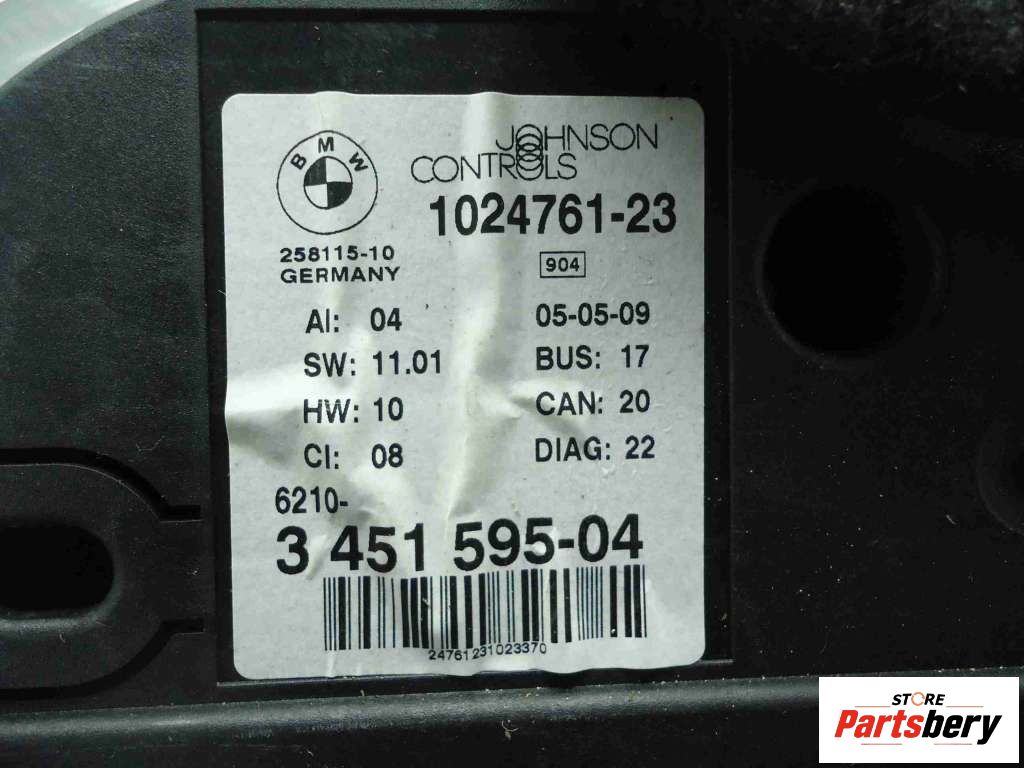 BMW
JOHNSON
CONTROLS
1024761-23
258115-10
GERMANY
904
AI: 04
05-05-09
SW: 11.01
BUS: 17
HW: 10
CAN: 20
CI: 08
DIAG: 22
6210-
3 451 595-04
24761231023370
STORE
Partsbery